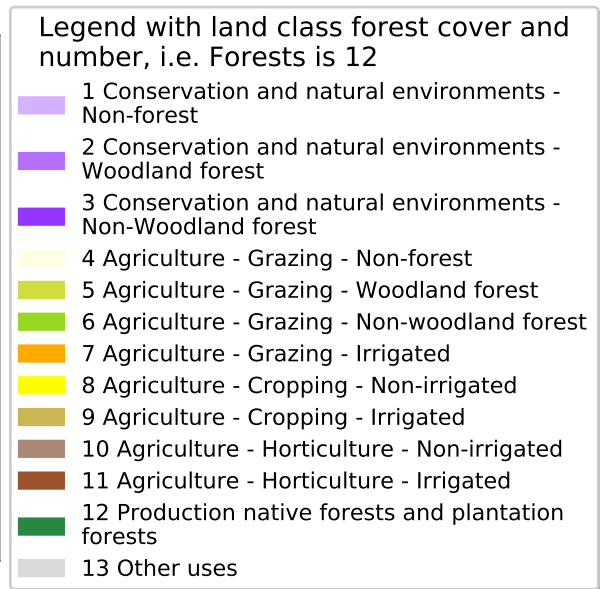 Legend with land class forest cover and
number, i.e. Forests is 12
1 Conservation and natural environments -
Non-forest
2 Conservation and natural environments -
Woodland forest
3 Conservation and natural environments -
Non-Woodland forest
4 Agriculture - Grazing - Non-forest
5 Agriculture - Grazing - Woodland forest
6 Agriculture - Grazing - Non-woodland forest
7 Agriculture - Grazing - Irrigated
8 Agriculture - Cropping - Non-irrigated
9 Agriculture - Cropping - Irrigated
10 Agriculture - Horticulture - Non-irrigated
11 Agriculture - Horticulture - Irrigated
12 Production native forests and plantation
forests
13 Other uses